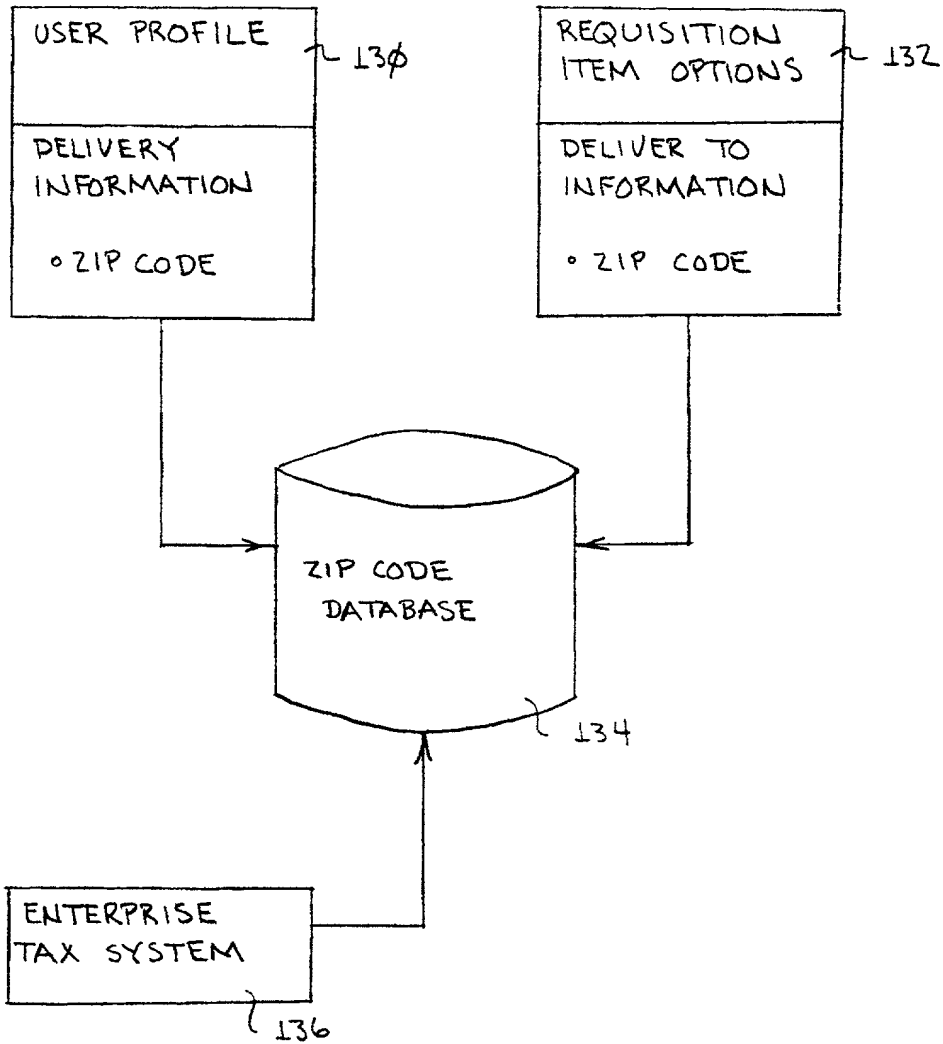 USER PROFILE
130
DELIVERY
INFORMATION
• ZIP CODE
REQUISITION
ITEM OPTIONS
132
DELIVER TO
INFORMATION
• ZIP CODE
ZIP CODE
DATABASE
134
ENTERPRISE
TAX SYSTEM
136